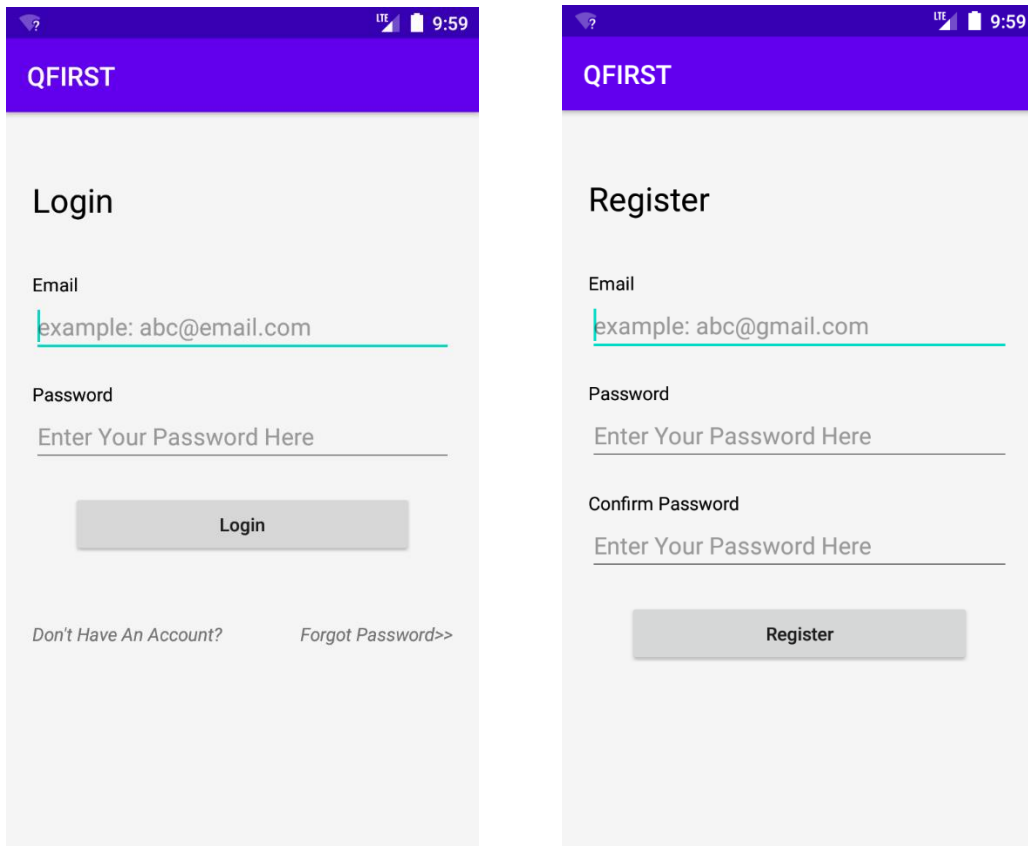 ? LTE 9:59
QFIRST
Login
Email
example: abc@email.com
Password
Enter Your Password Here
Login
Don't Have An Account? Forgot Password>>
? LTE 9:59
QFIRST
Register
Email
example: abc@gmail.com
Password
Enter Your Password Here
Confirm Password
Enter Your Password Here
Register